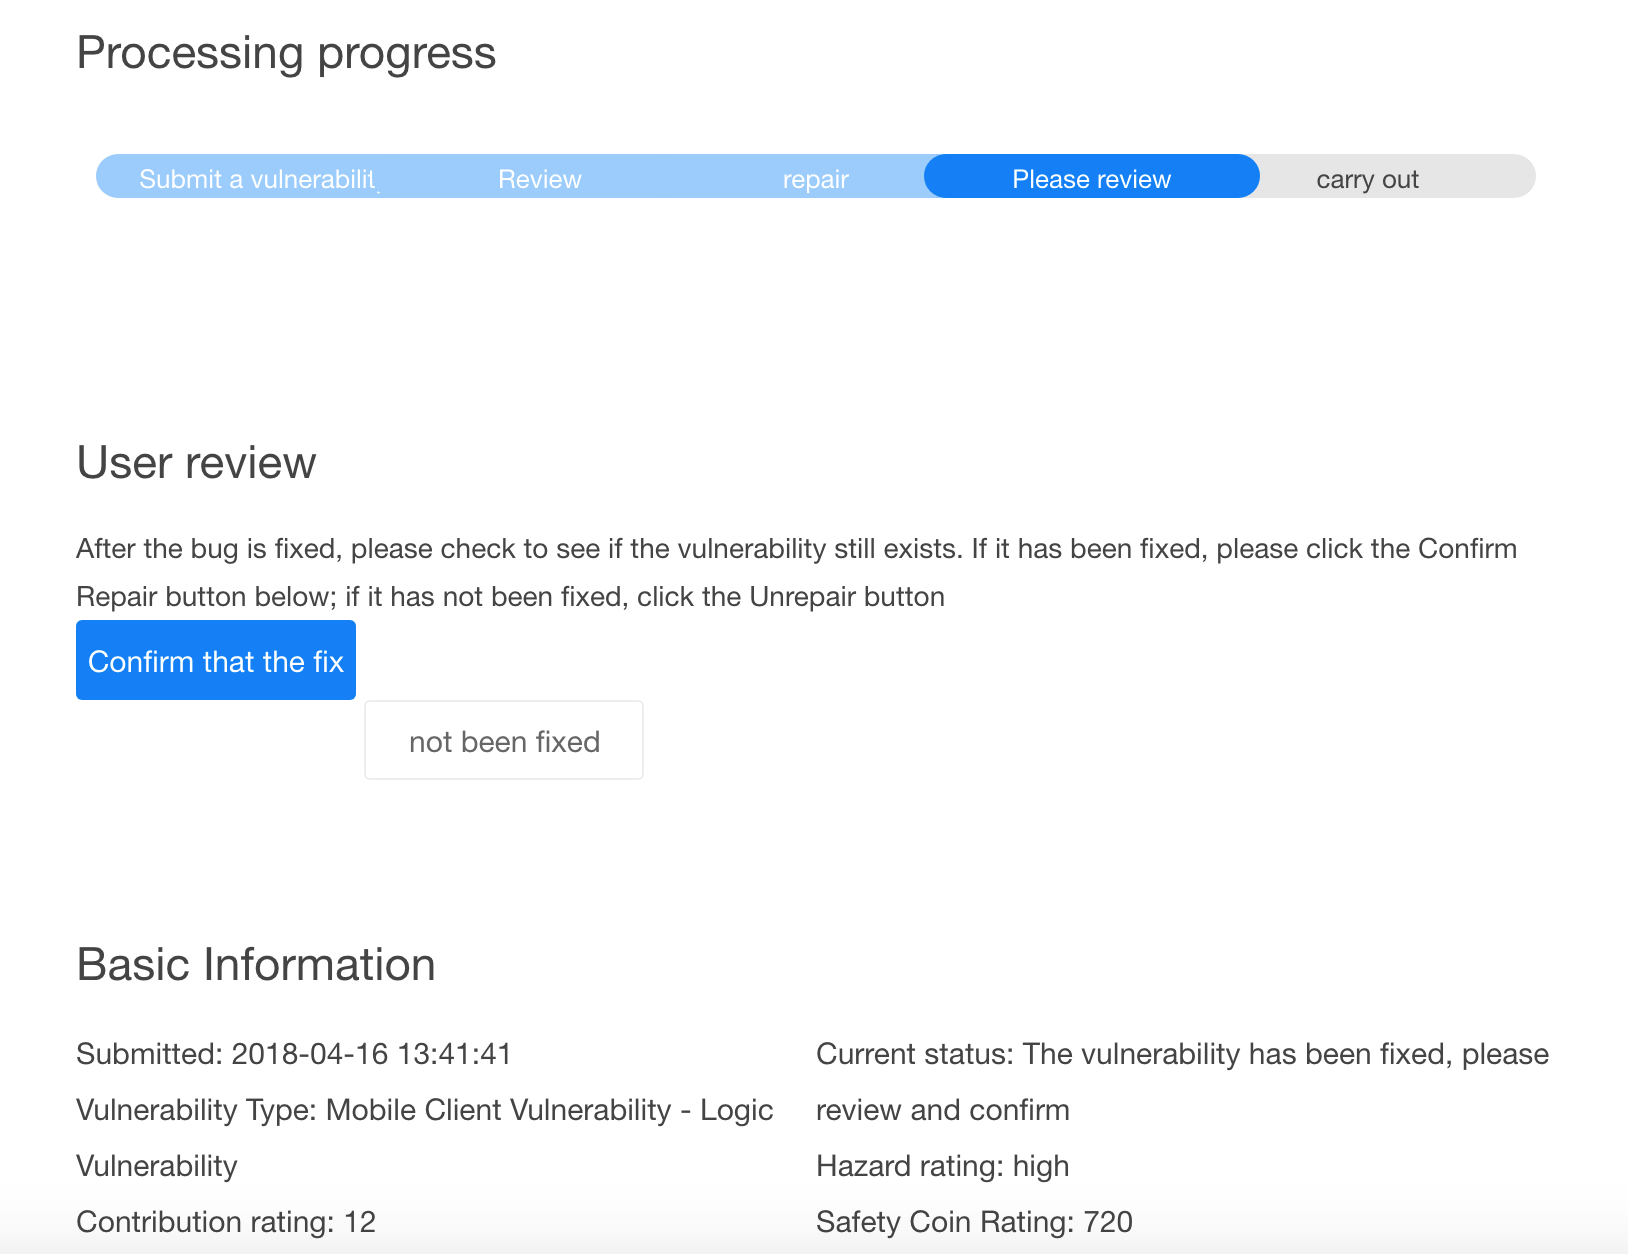 Processing progress
Submit a vulnerabilit Review repair Please review carry out
User review
After the bug is fixed, please check to see if the vulnerability still exists. If it has been fixed, please click the Confirm
Repair button below; if it has not been fixed, click the Unrepair button
Confirm that the fix
not been fixed
Basic Information
Submitted: 2018-04-16 13:41:41
Vulnerability Type: Mobile Client Vulnerability - Logic
Vulnerability
Contribution rating: 12
Current status: The vulnerability has been fixed, please
review and confirm
Hazard rating: high
Safety Coin Rating: 720